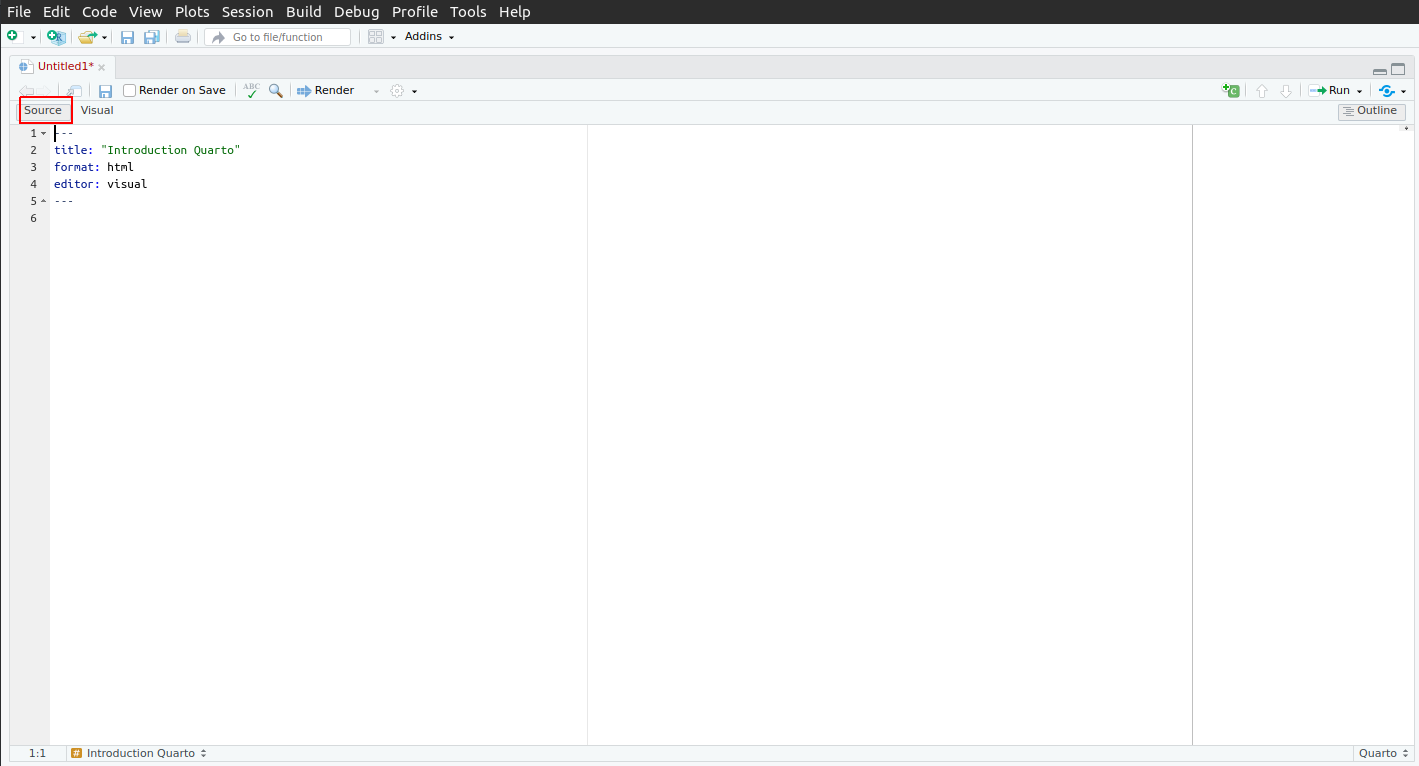 File Edit Code View Plots Session Build Debug Profile Tools Help
R Go to file/function Addins
Untitled1* ×
Render on Save ABC Render C Run
Source Visual Outline
1 ---
2 title: "Introduction Quarto"
3 format: html
4 editor: visual
5 ---
6
1:1 # Introduction Quarto Quarto